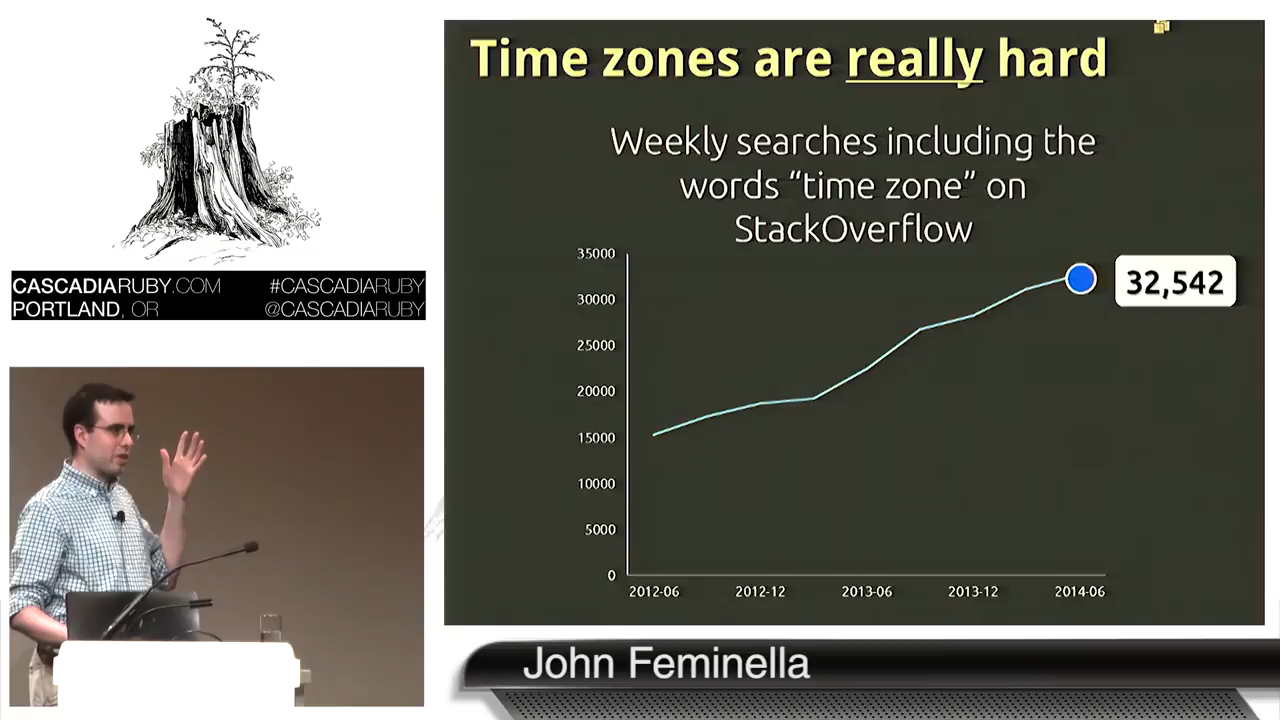 CASCADIARUBY.COM #CASCADIARUBY
PORTLAND, OR @CASCADIARUBY
Time zones are really hard
Weekly searches including the
words “time zone” on
StackOverflow
35000
30000
25000
20000
15000
10000
5000
0
32,542
2012-06 2012-12 2013-06 2013-12 2014-06
John Feminella